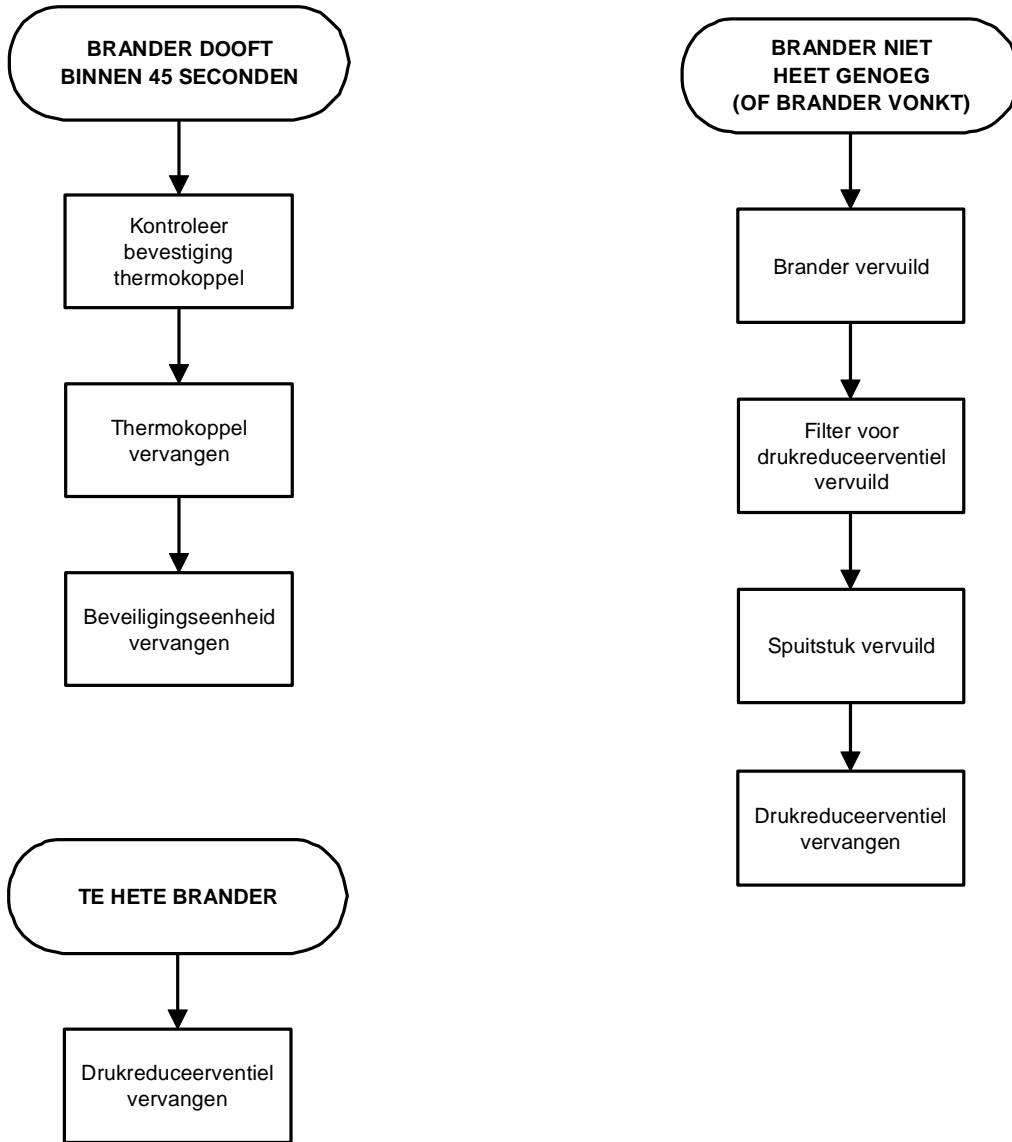 BRANDER DOOFT
BINNEN 45 SECONDEN
Kontroleer
bevestiging
thermokoppel
Thermokoppel
vervangen
Beveiligingseenheid
vervangen
TE HETE BRANDER
Drukreduceerventiel
vervangen
BRANDER NIET
HEET GENOEG
(OF BRANDER VONKT)
Brander vervuild
Filter voor
drukreduceerventiel
vervuild
Spuitstuk vervuild
Drukreduceerventiel
vervangen